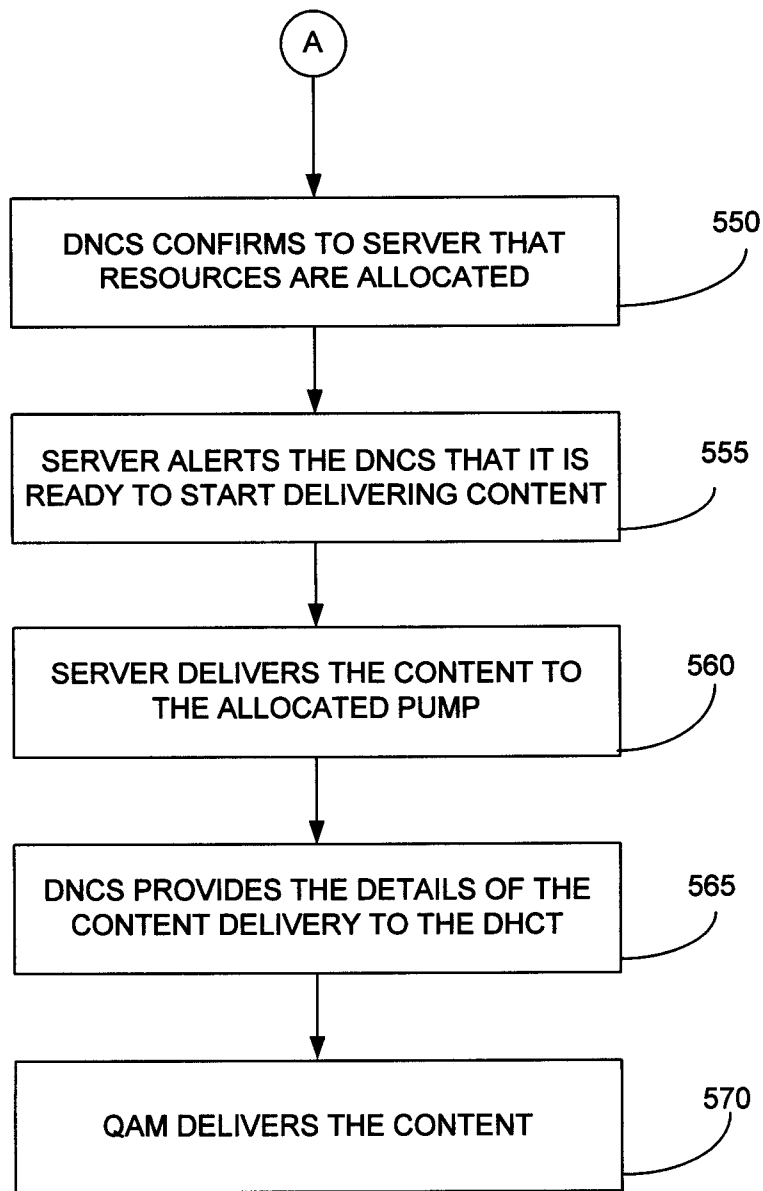 A
DNCS CONFIRMS TO SERVER THAT
RESOURCES ARE ALLOCATED
550
SERVER ALERTS THE DNCS THAT IT IS
READY TO START DELIVERING CONTENT
555
SERVER DELIVERS THE CONTENT TO
THE ALLOCATED PUMP
560
DNCS PROVIDES THE DETAILS OF THE
CONTENT DELIVERY TO THE DHCT
565
QAM DELIVERS THE CONTENT
570